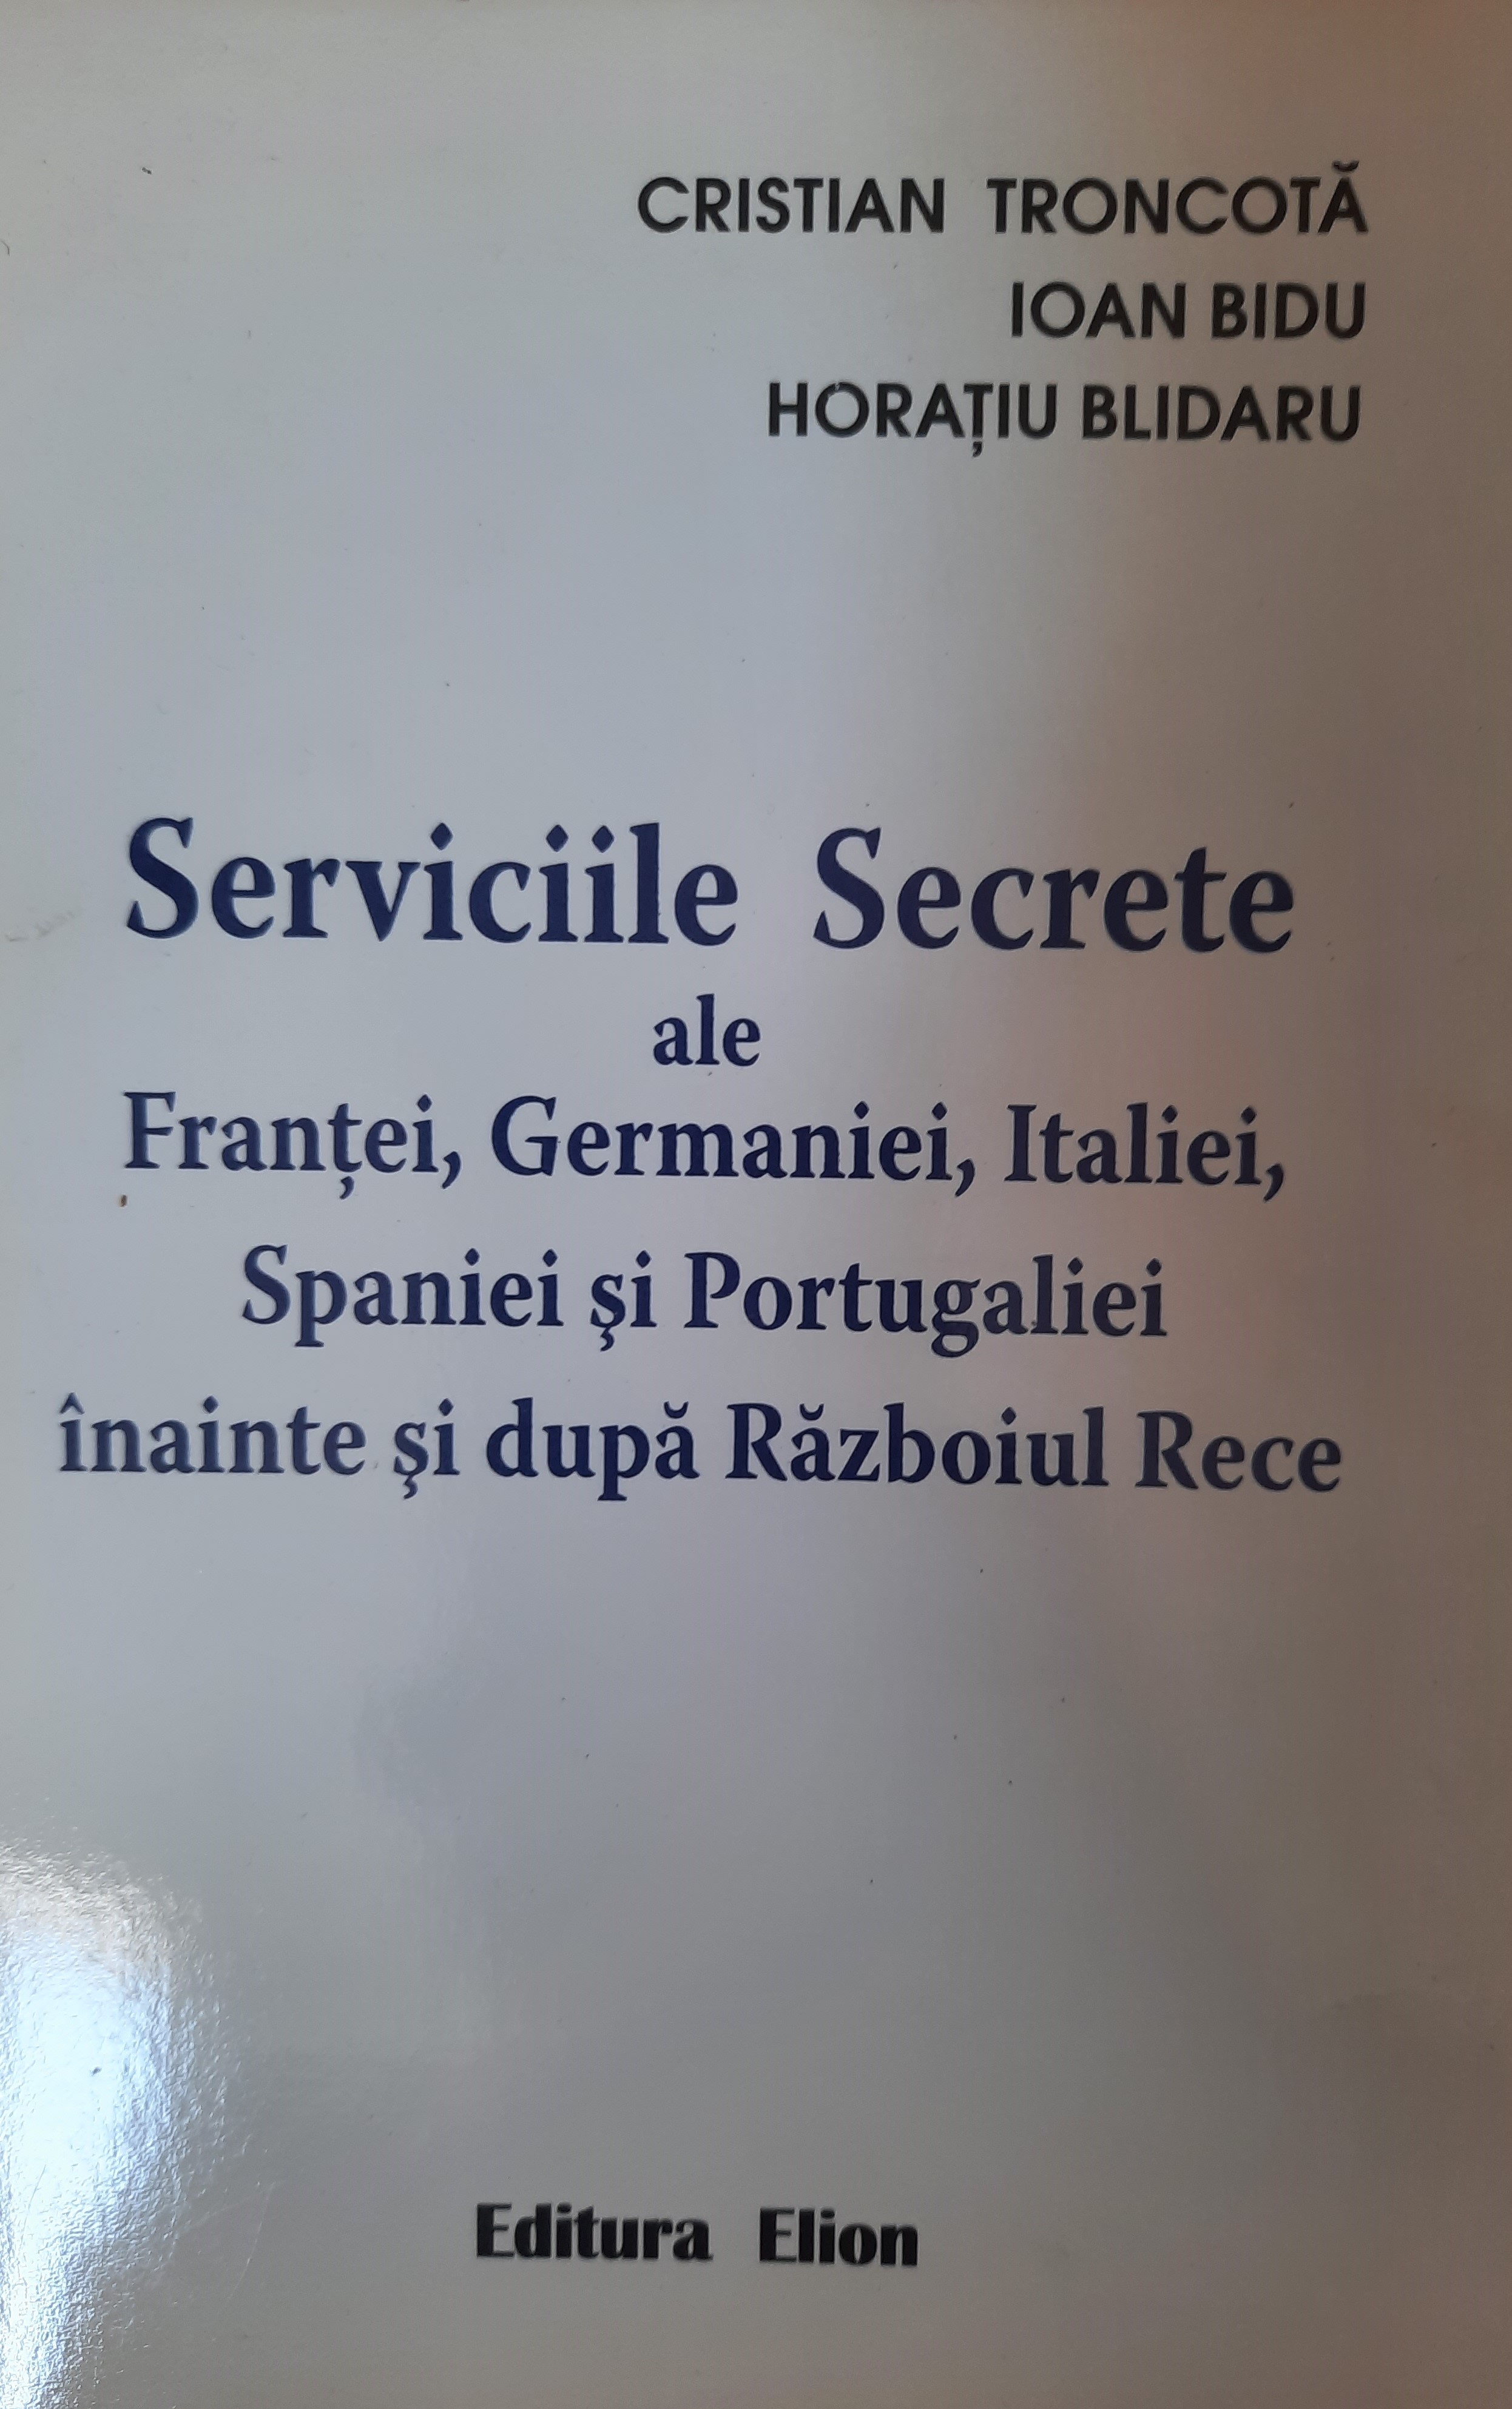 CRISTIAN TRONCOTĂ
IOAN BIDU
HORAȚIU BLIDARU
Serviciile Secrete
ale
Franței, Germaniei, Italiei,
Spaniei şi Portugaliei
înainte şi după Războiul Rece
Editura Elion